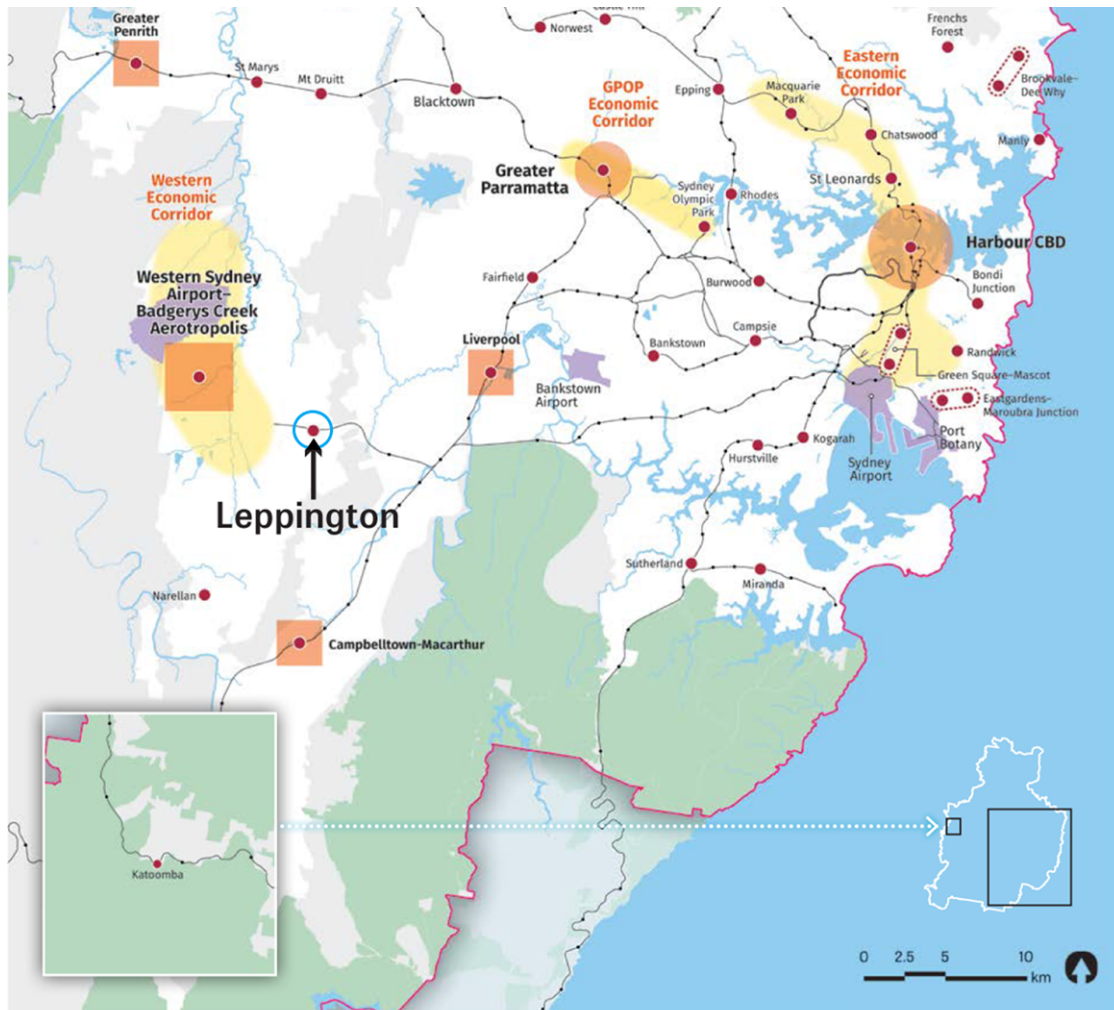 Greater
Penrith
St Marys
Mt Druitt
Blacktown
Norwest
Epping
GPOP
Economic
Corridor
Macquarie
Park
Eastern
Economic
Corridor
Frenchs
Forest
Brookvale–
Dee Why
Chatswood
Manly
Western
Economic
Corridor
Greater
Parramatta
Sydney
Olympic
Park
Rhodes
St Leonards
Harbour CBD
Western Sydney
Airport–
Badgerys Creek
Aerotropolis
Fairfield
Burwood
Bondi
Junction
Liverpool
Bankstown
Airport
Bankstown
Campsie
Randwick
Green Square–Mascot
Eastgardens–
Maroubra Junction
Port
Botany
Kogarah
Hurstville
Sydney
Airport
Leppington
Sutherland
Miranda
Narellan
Campbelltown-Macarthur
Katoomba
0 2.5 5 10
km